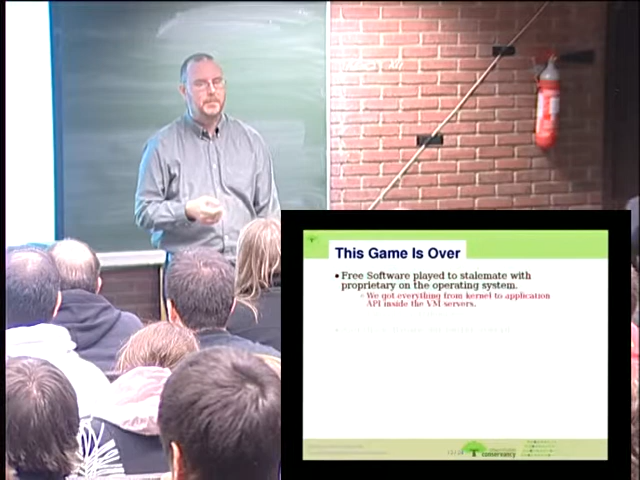 This Game Is Over
• Free Software played to stalemate with
proprietary on the operating system.
We got everything from kernel to application
API inside the VM servers.
conservancy